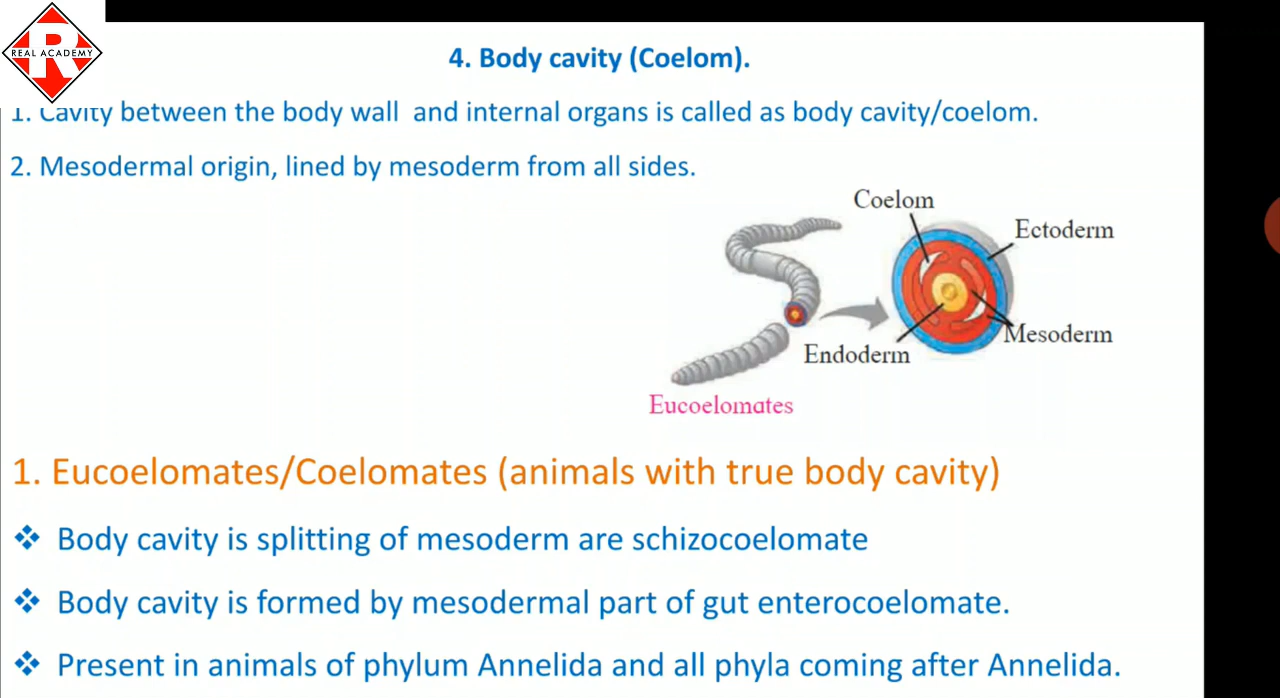 R
REAL ACADEMY
4. Body cavity (Coelom).
1. Cavity between the body wall and internal organs is called as body cavity/coelom.
2. Mesodermal origin, lined by mesoderm from all sides.
Coelom
Ectoderm
Mesoderm
Endoderm
Eucoelomates
1. Eucoelomates/Coelomates (animals with true body cavity)
❖ Body cavity is splitting of mesoderm are schizocoelomate
❖ Body cavity is formed by mesodermal part of gut enterocoelomate.
❖ Present in animals of phylum Annelida and all phyla coming after Annelida.